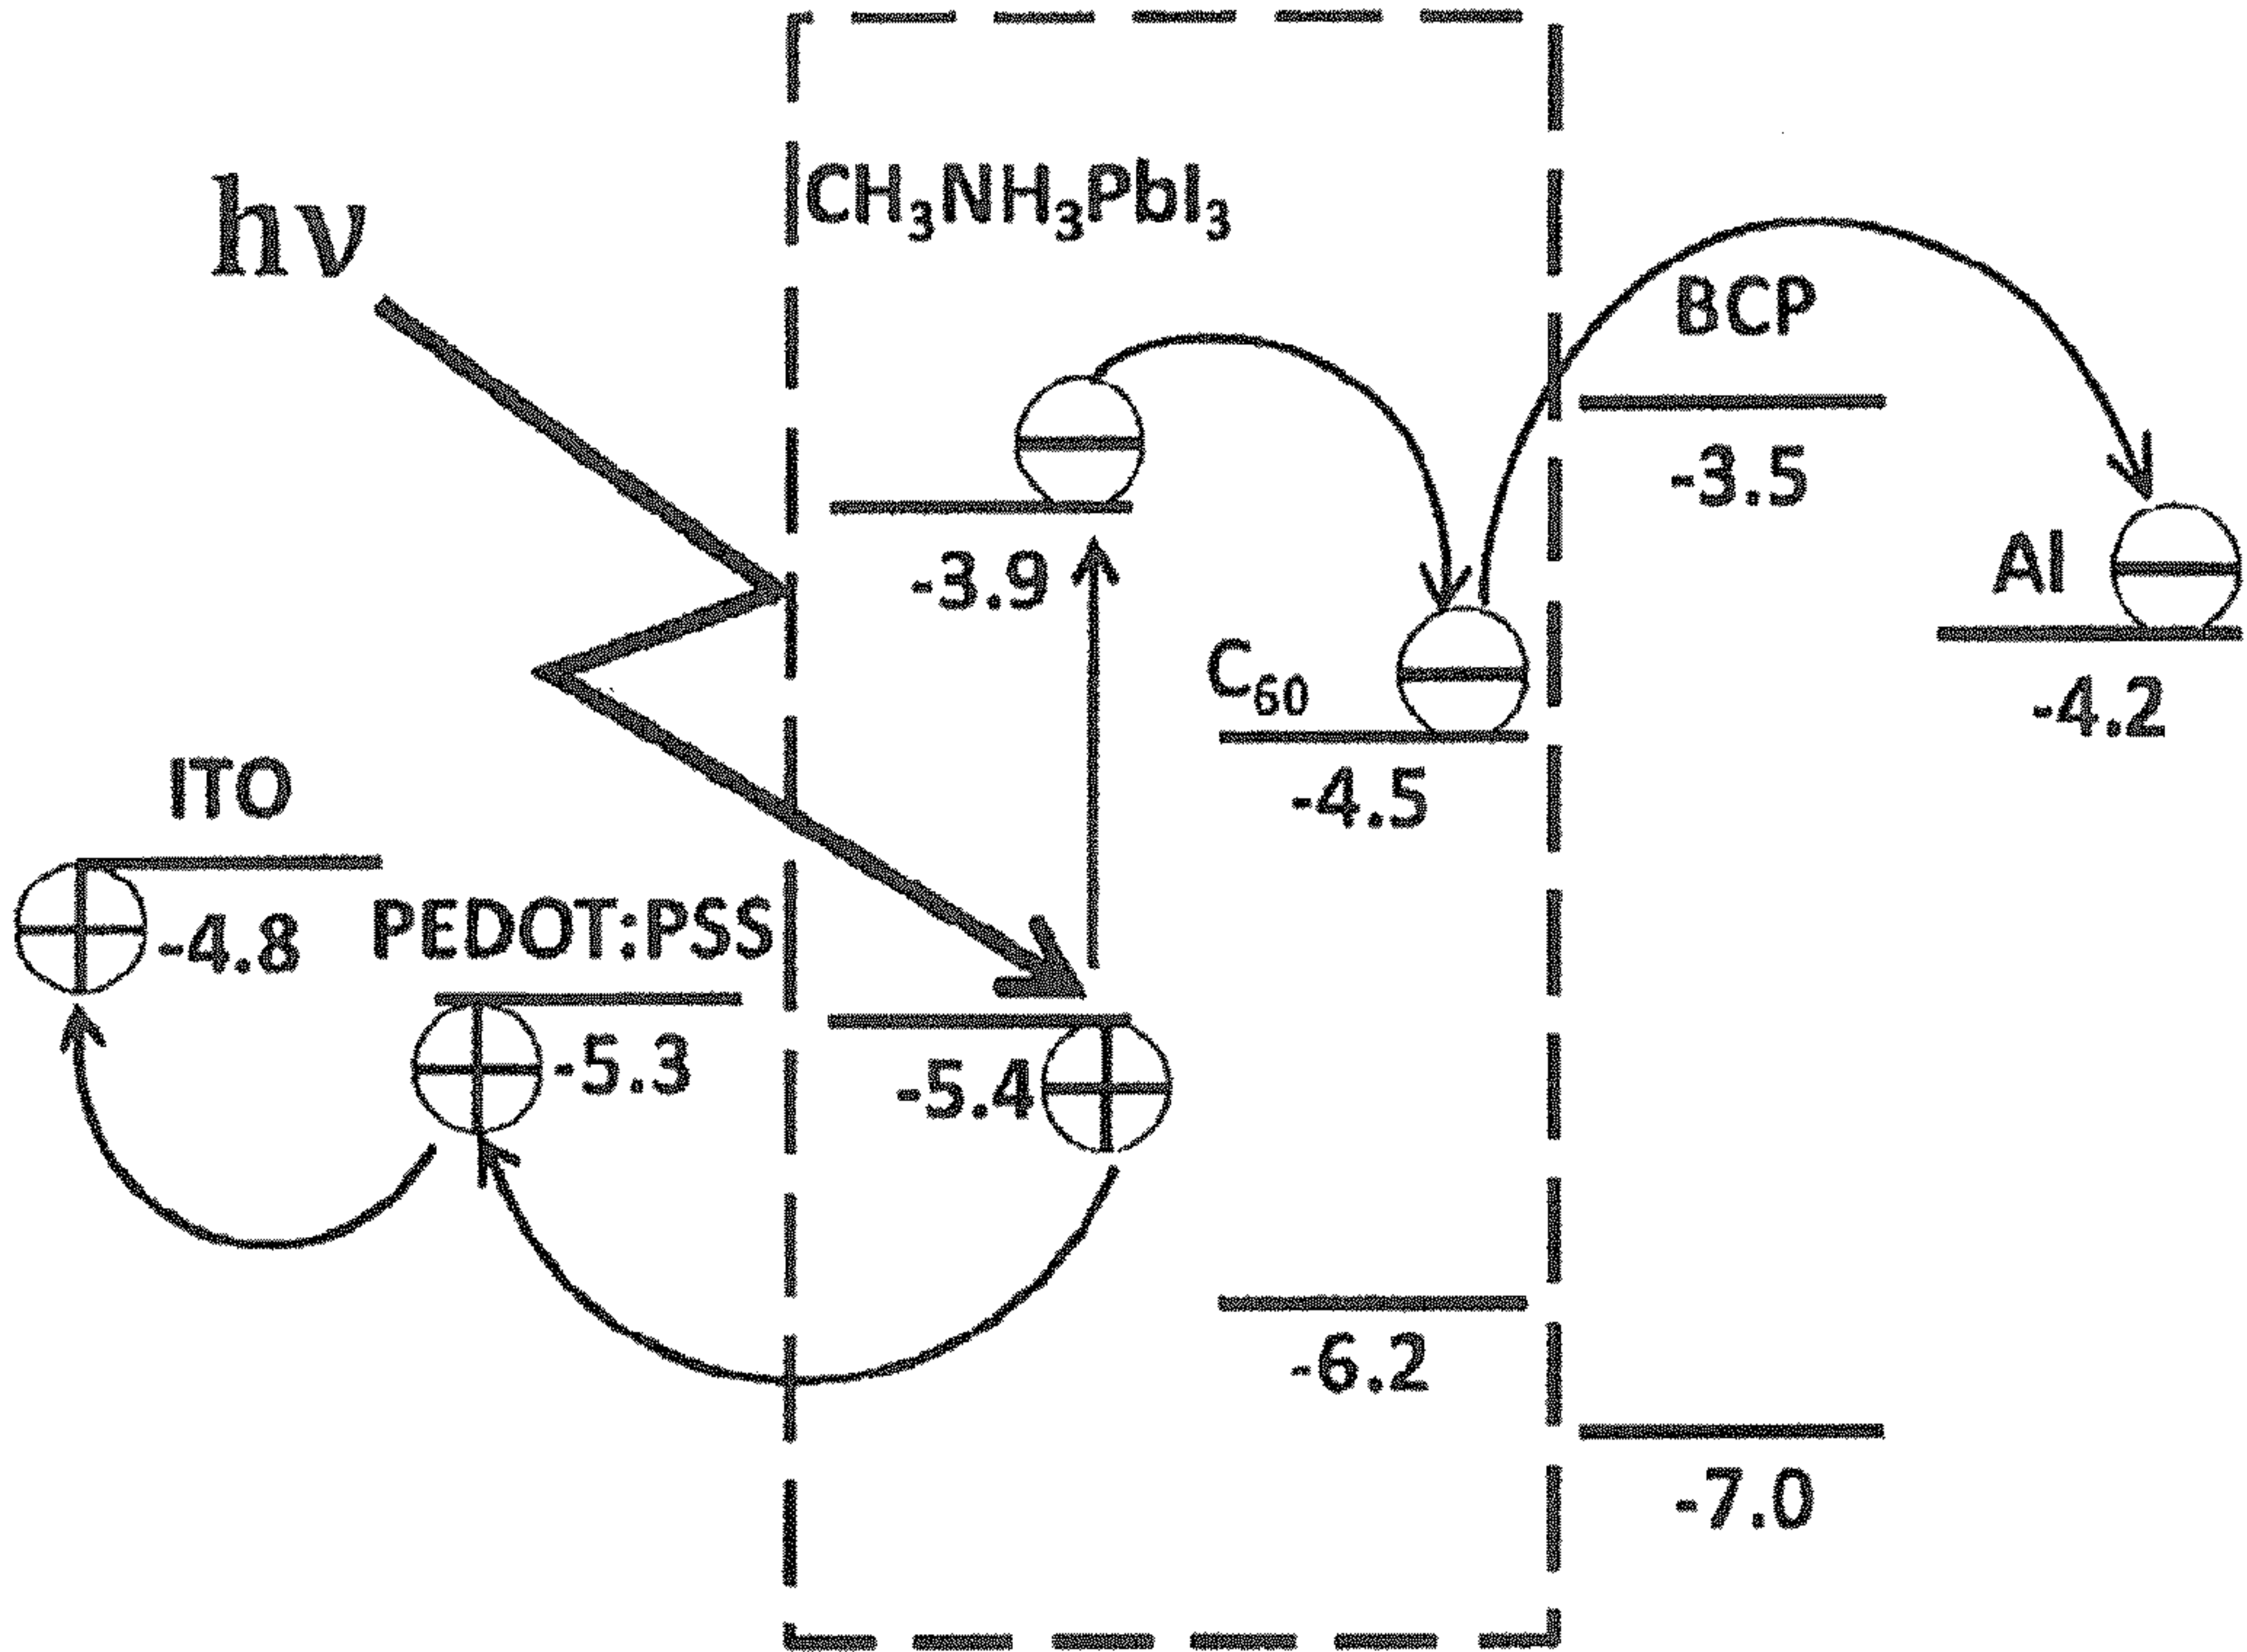 CH₃NH₃PbI₃
hν
BCP
-3.5
-3.9
Al
C₆₀
-4.2
-4.5
ITO
-4.8
PEDOT:PSS
-5.3
-5.4
-6.2
-7.0